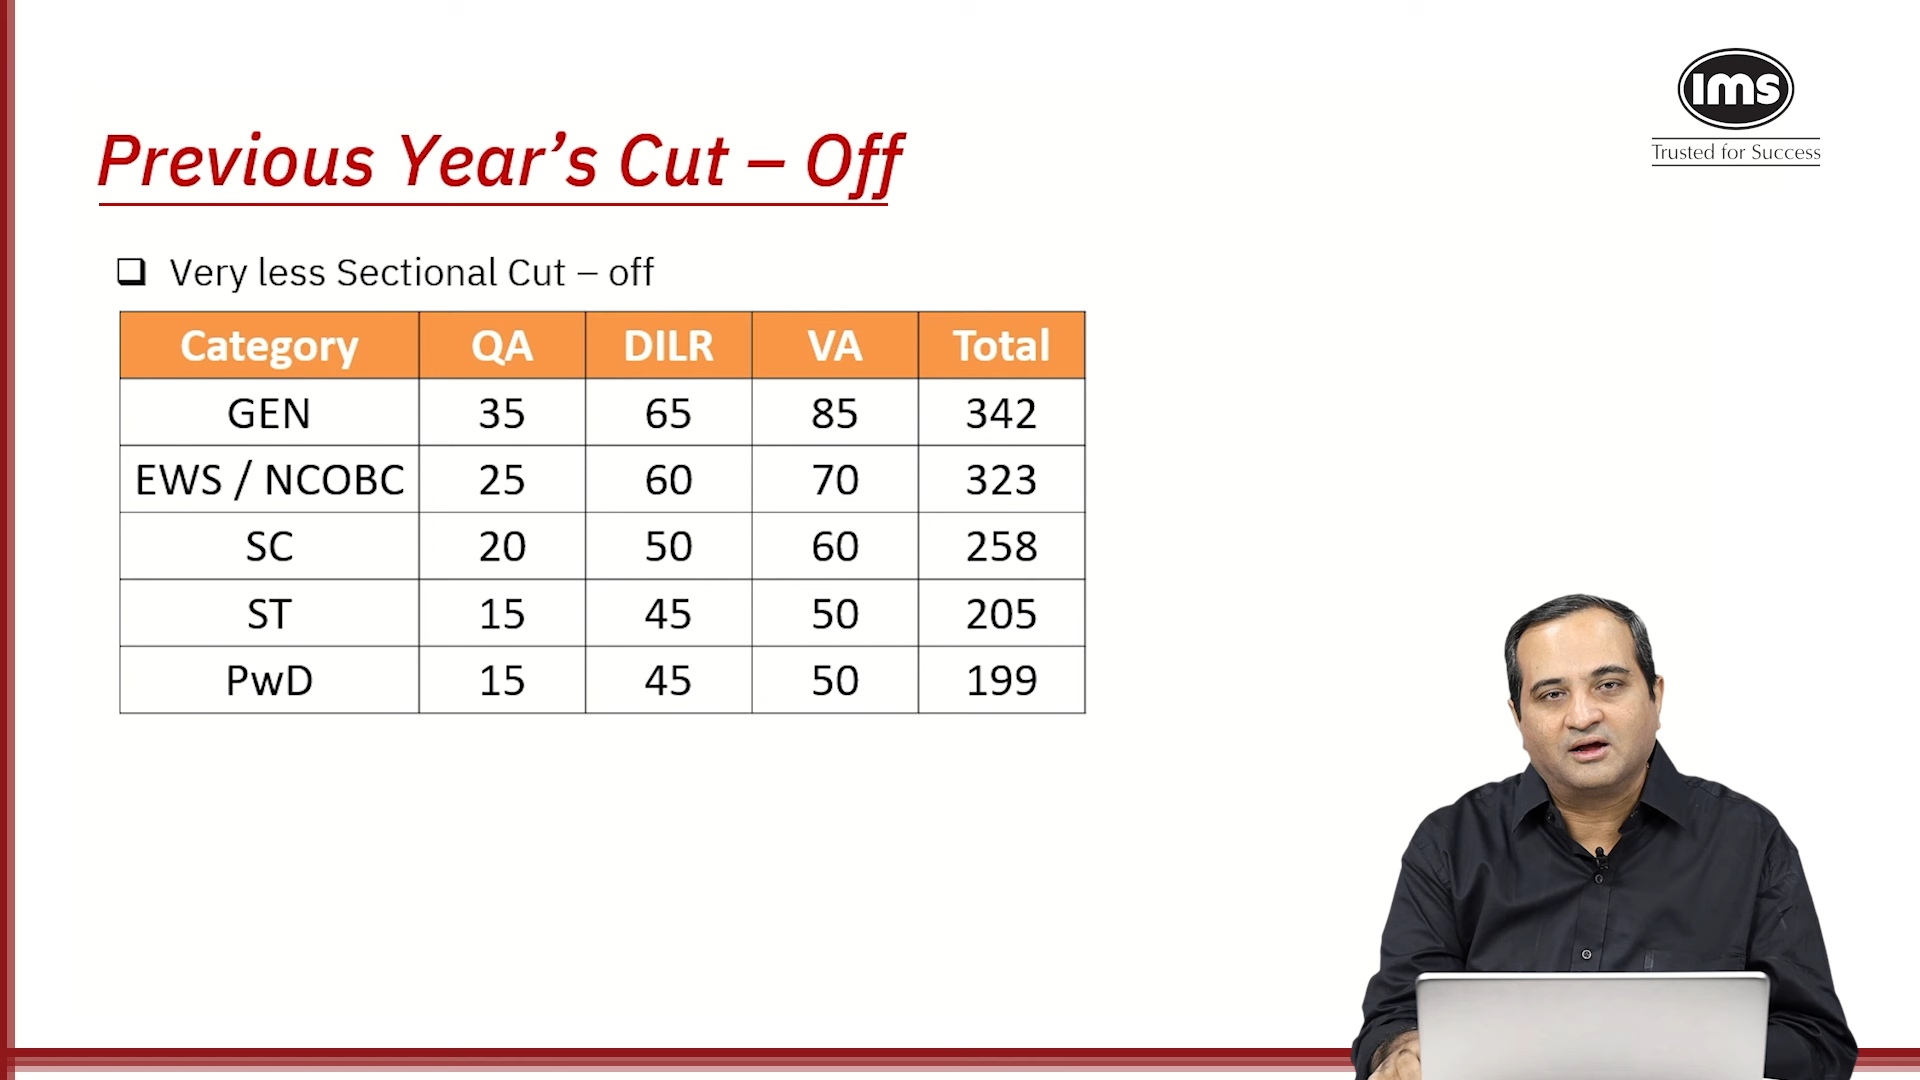 ims
Trusted for Success
Previous Year’s Cut – Off
Very less Sectional Cut – off
Category QA DILR VA Total
GEN 35 65 85 342
EWS / NCOBC 25 60 70 323
SC 20 50 60 258
ST 15 45 50 205
PwD 15 45 50 199